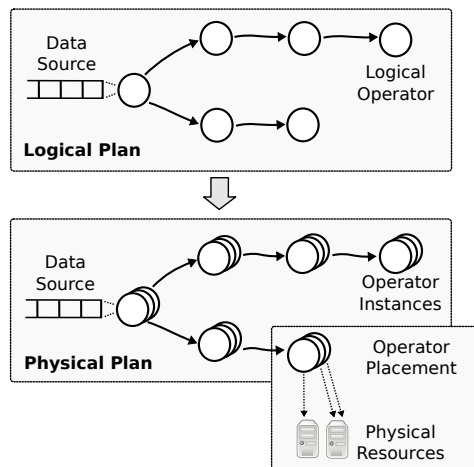 Data
Source
Logical
Operator
Logical Plan
Data
Source
Operator
Instances
Physical Plan
Operator
Placement
Physical
Resources